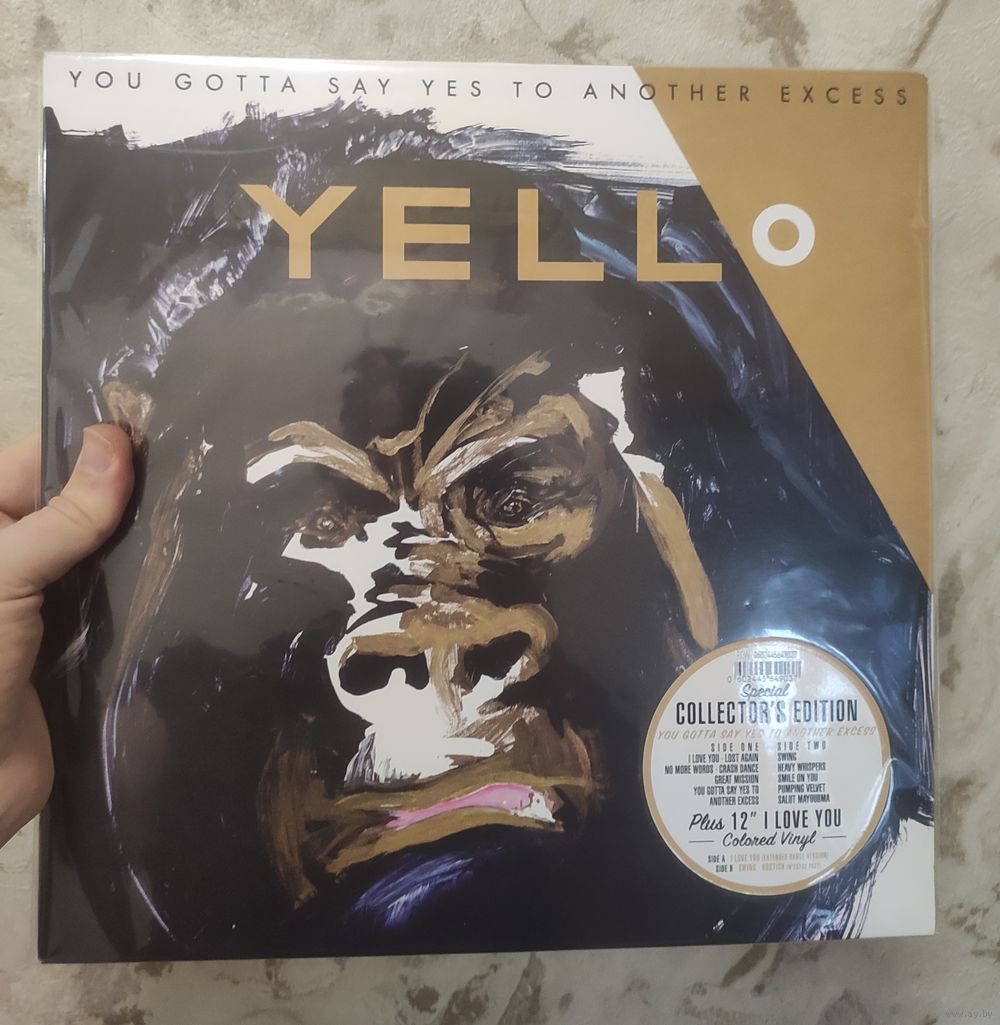 YOU GOTTA SAY YES TO ANOTHER EXCESS
YELLO
Special
COLLECTOR'S EDITION
YOU GOTTA SAY YES TO ANOTHER EXCESS
SIDE ONE
I LOVE YOU · LOST AGAIN
NO MORE WORDS · CRASH DANCE
GREAT MISSION
YOU GOTTA SAY YES TO
ANOTHER EXCESS
SIDE TWO
SWING
HEAVY WHISPERS
SMILE ON YOU
PUMPING VELVET
SALUT MAYOUMBA
Plus 12" I LOVE YOU
Colored Vinyl
SIDE A I LOVE YOU (EXTENDED DANCE VERSION)
SIDE B SWING BOSTICH
www.ay.by